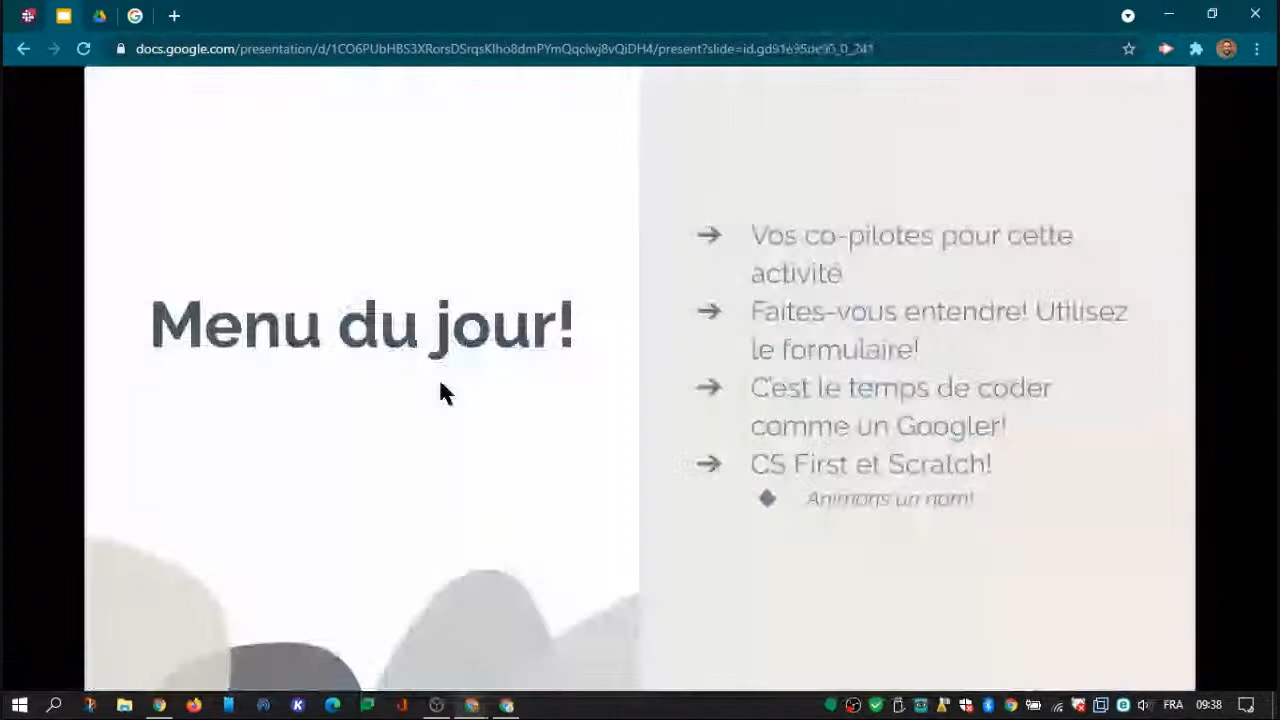 docs.google.com/presentation/d/1CO6PUbHBS3XRorsDSrqsKlho8dmPYmQqclwj8vQiDH4/present?slide=id.gd91e95de90_0_241
Menu du jour!
➔ Vos co-pilotes pour cette
activité
➔ Faites-vous entendre! Utilisez
le formulaire!
➔ C'est le temps de coder
comme un Googler!
➔ CS First et Scratch!
◆ Animons un nom!
FRA
09:38